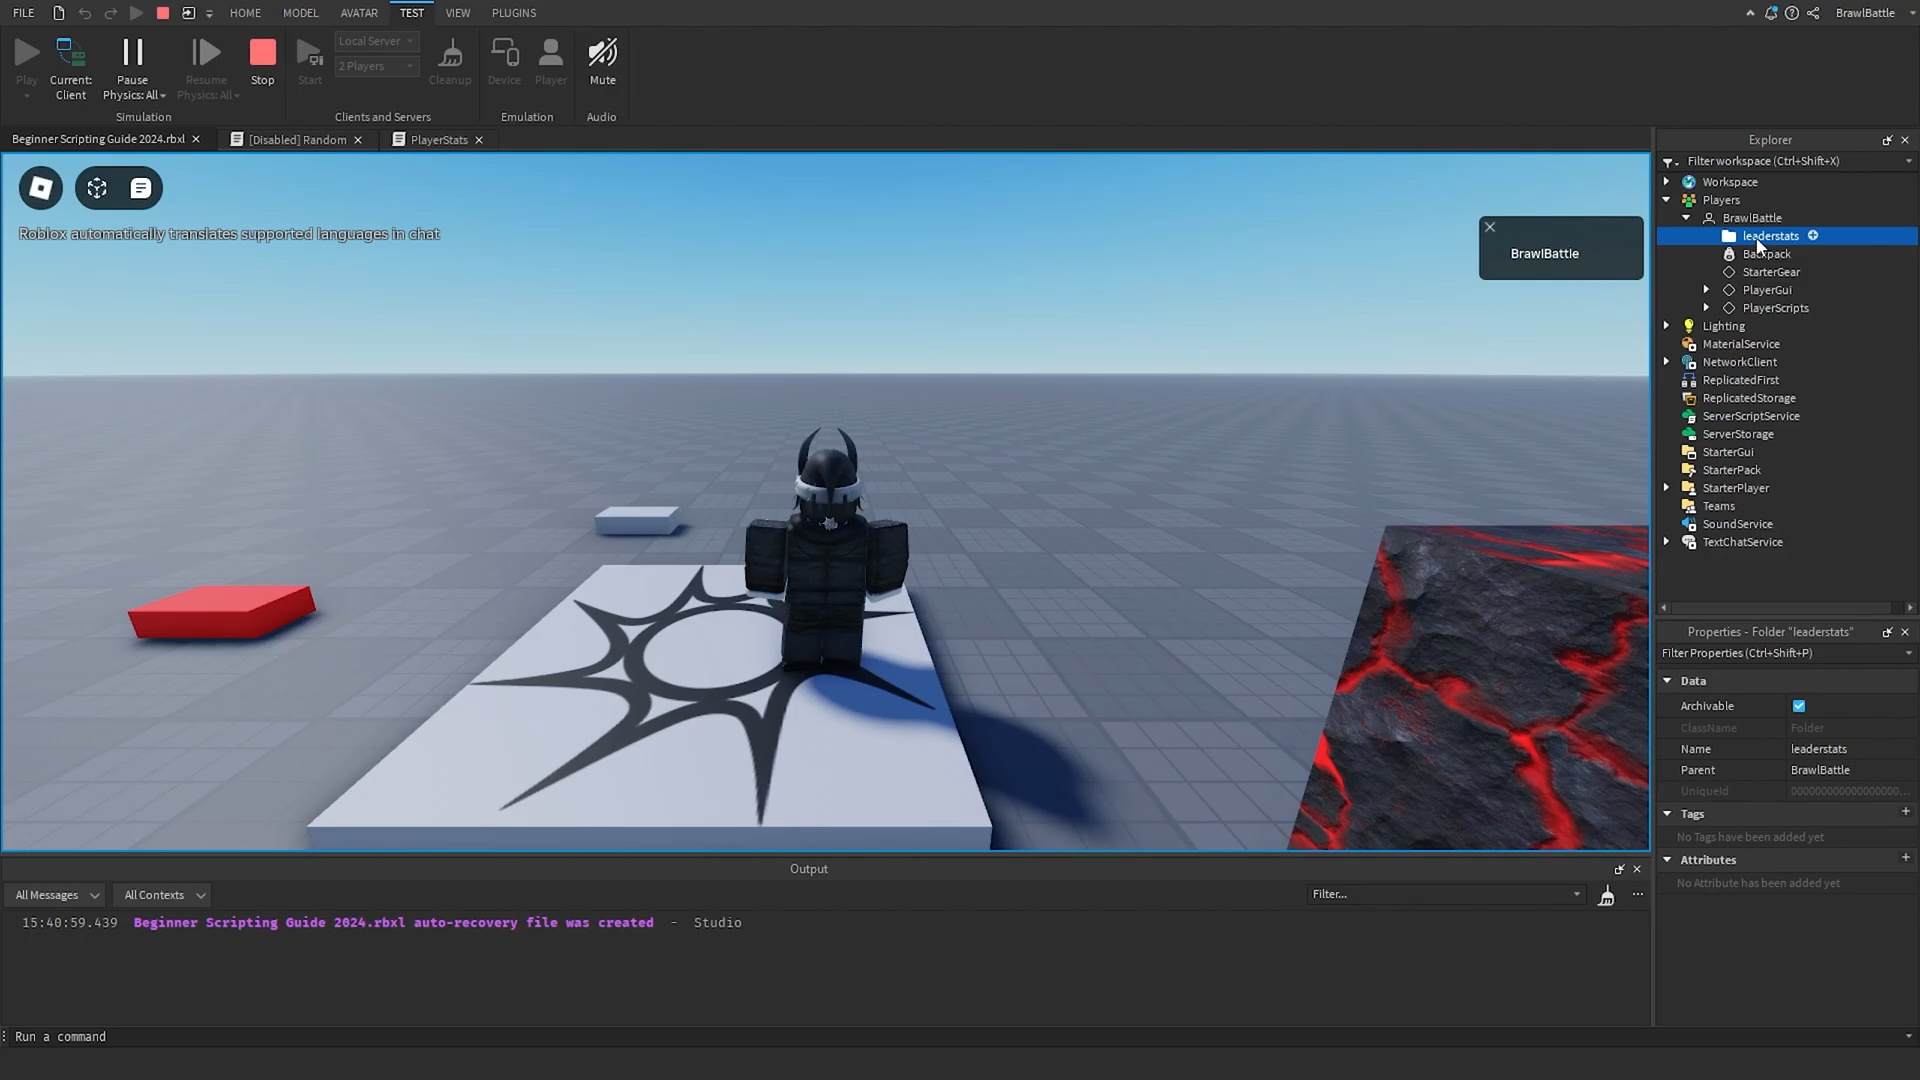 FILE HOME MODEL AVATAR TEST VIEW PLUGINS BrawlBattle
Play Current: Client Pause Physics: All Resume Physics: All Stop Start Local Server 2 Players Cleanup Device Player Mute
Simulation Clients and Servers Emulation Audio
Beginner Scripting Guide 2024.rbxl [Disabled] Random PlayerStats
Roblox automatically translates supported languages in chat
BrawlBattle
Explorer
Filter workspace (Ctrl+Shift+X)
Workspace
Players
BrawlBattle
leaderstats
Backpack
StarterGear
PlayerGui
PlayerScripts
Lighting
MaterialService
NetworkClient
ReplicatedFirst
ReplicatedStorage
ServerScriptService
ServerStorage
StarterGui
StarterPack
StarterPlayer
Teams
SoundService
TextChatService
Properties - Folder "leaderstats"
Filter Properties (Ctrl+Shift+P)
Data
Archivable
ClassName Folder
Name leaderstats
Parent BrawlBattle
UniqueId 0000000000000000000...
Tags
No Tags have been added yet
Attributes
No Attribute has been added yet
Output
All Messages All Contexts Filter...
15:40:59.439 Beginner Scripting Guide 2024.rbxl auto-recovery file was created - Studio
Run a command